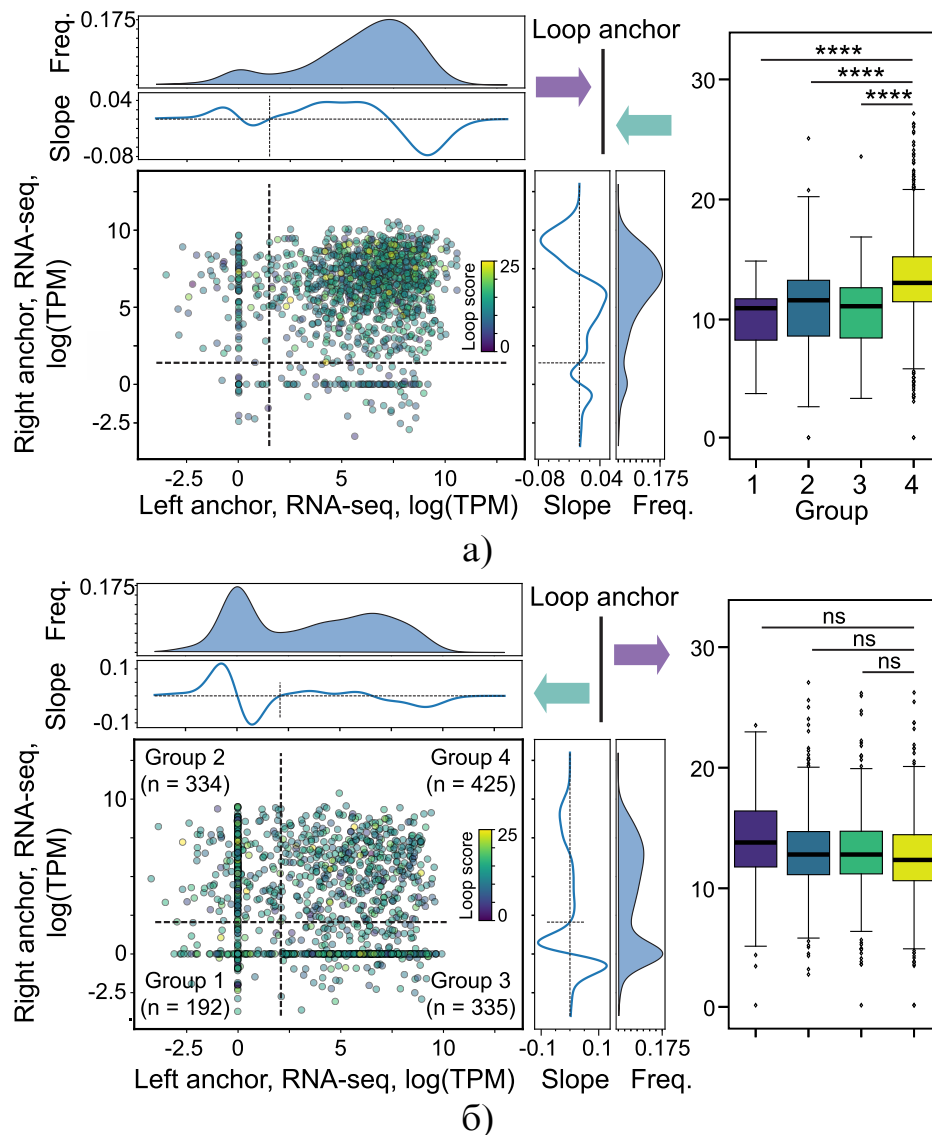 0.175
Freq.
Loop anchor
0.04
Slope
-0.08
****
****
****
30
20
10
0
1 2 3 4
Group
Right anchor, RNA-seq,
log(TPM)
10
5
0
-2.5
Loop score
25
0
-2.5 0 5 10
Left anchor, RNA-seq, log(TPM)
-0.08 0.04
Slope
0.175
Freq.
а)
0.175
Freq.
Loop anchor
0.1
Slope
-0.1
ns
ns
ns
30
20
10
0
1 2 3 4
Right anchor, RNA-seq,
log(TPM)
10
5
0
-2.5
Group 2
(n = 334)
Group 4
(n = 425)
Loop score
25
0
Group 1
(n = 192)
Group 3
(n = 335)
-2.5 0 5 10
Left anchor, RNA-seq, log(TPM)
-0.1 0.1
Slope
0.175
Freq.
б)